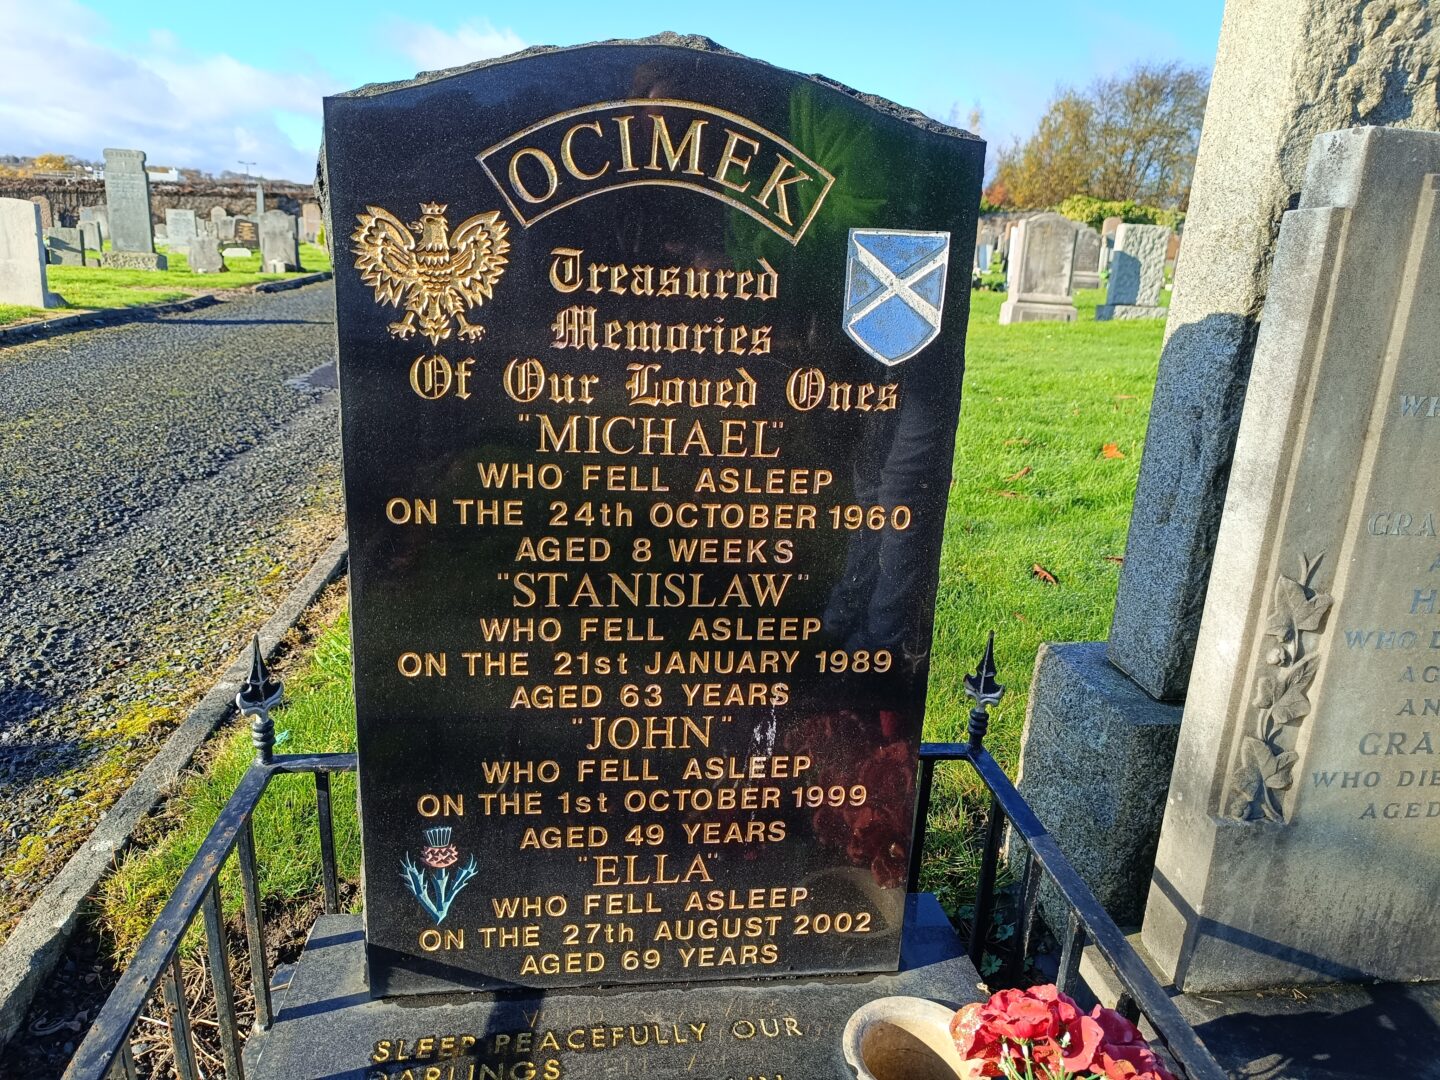 OCIMEK
Treasured
Memories
Of Our Loved Ones
"MICHAEL"
WHO FELL ASLEEP
ON THE 24th OCTOBER 1960
AGED 8 WEEKS
"STANISLAW"
WHO FELL ASLEEP
ON THE 21st JANUARY 1989
AGED 63 YEARS
"JOHN"
WHO FELL ASLEEP
ON THE 1st OCTOBER 1999
AGED 49 YEARS
"ELLA"
WHO FELL ASLEEP
ON THE 27th AUGUST 2002
AGED 69 YEARS
SLEEP PEACEFULLY OUR
DARLINGS